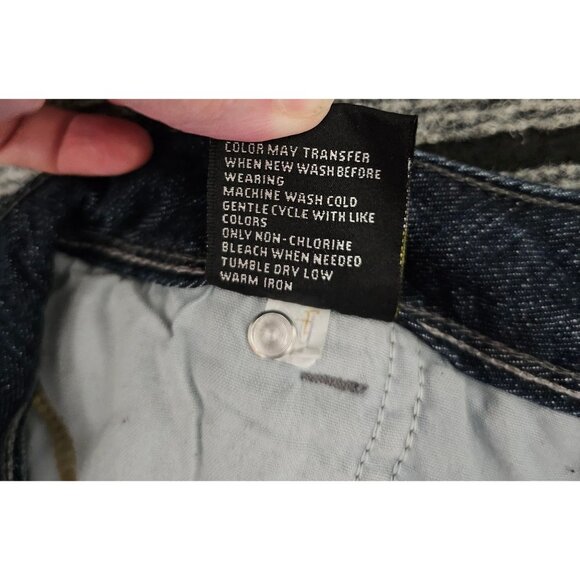 COLOR MAY TRANSFER
WHEN NEW WASH BEFORE
WEARING
MACHINE WASH COLD
GENTLE CYCLE WITH LIKE
COLORS
ONLY NON-CHLORINE
BLEACH WHEN NEEDED
TUMBLE DRY LOW
WARM IRON